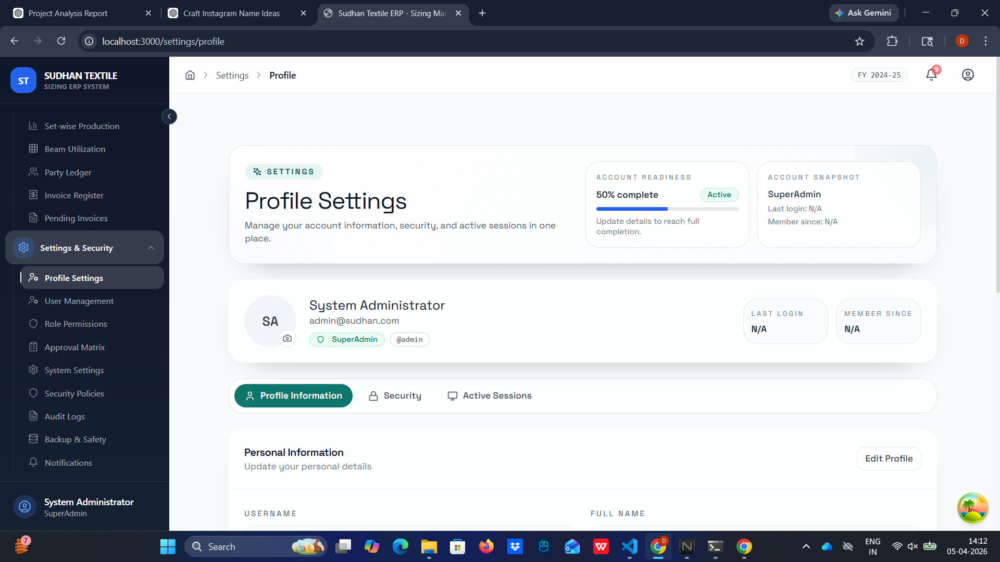 Project Analysis Report
Craft Instagram Name Ideas
Sudhan Textile ERP - Sizing Mar
Ask Gemini
localhost:3000/settings/profile
D
ST
SUDHAN TEXTILE
SIZING ERP SYSTEM
Settings
Profile
FY 2024-25
9
Set-wise Production
Beam Utilization
Party Ledger
Invoice Register
Pending Invoices
Settings & Security
Profile Settings
User Management
Role Permissions
Approval Matrix
System Settings
Security Policies
Audit Logs
Backup & Safety
Notifications
System Administrator
SuperAdmin
SETTINGS
Profile Settings
Manage your account information, security, and active sessions in one
place.
ACCOUNT READINESS
50% complete
Active
Update details to reach full
completion.
ACCOUNT SNAPSHOT
SuperAdmin
Last login: N/A
Member since: N/A
SA
System Administrator
admin@sudhan.com
SuperAdmin
@admin
LAST LOGIN
N/A
MEMBER SINCE
N/A
Profile Information
Security
Active Sessions
Personal Information
Update your personal details
Edit Profile
USERNAME
FULL NAME
7
Search
D
ENG
IN
14:12
05-04-2026